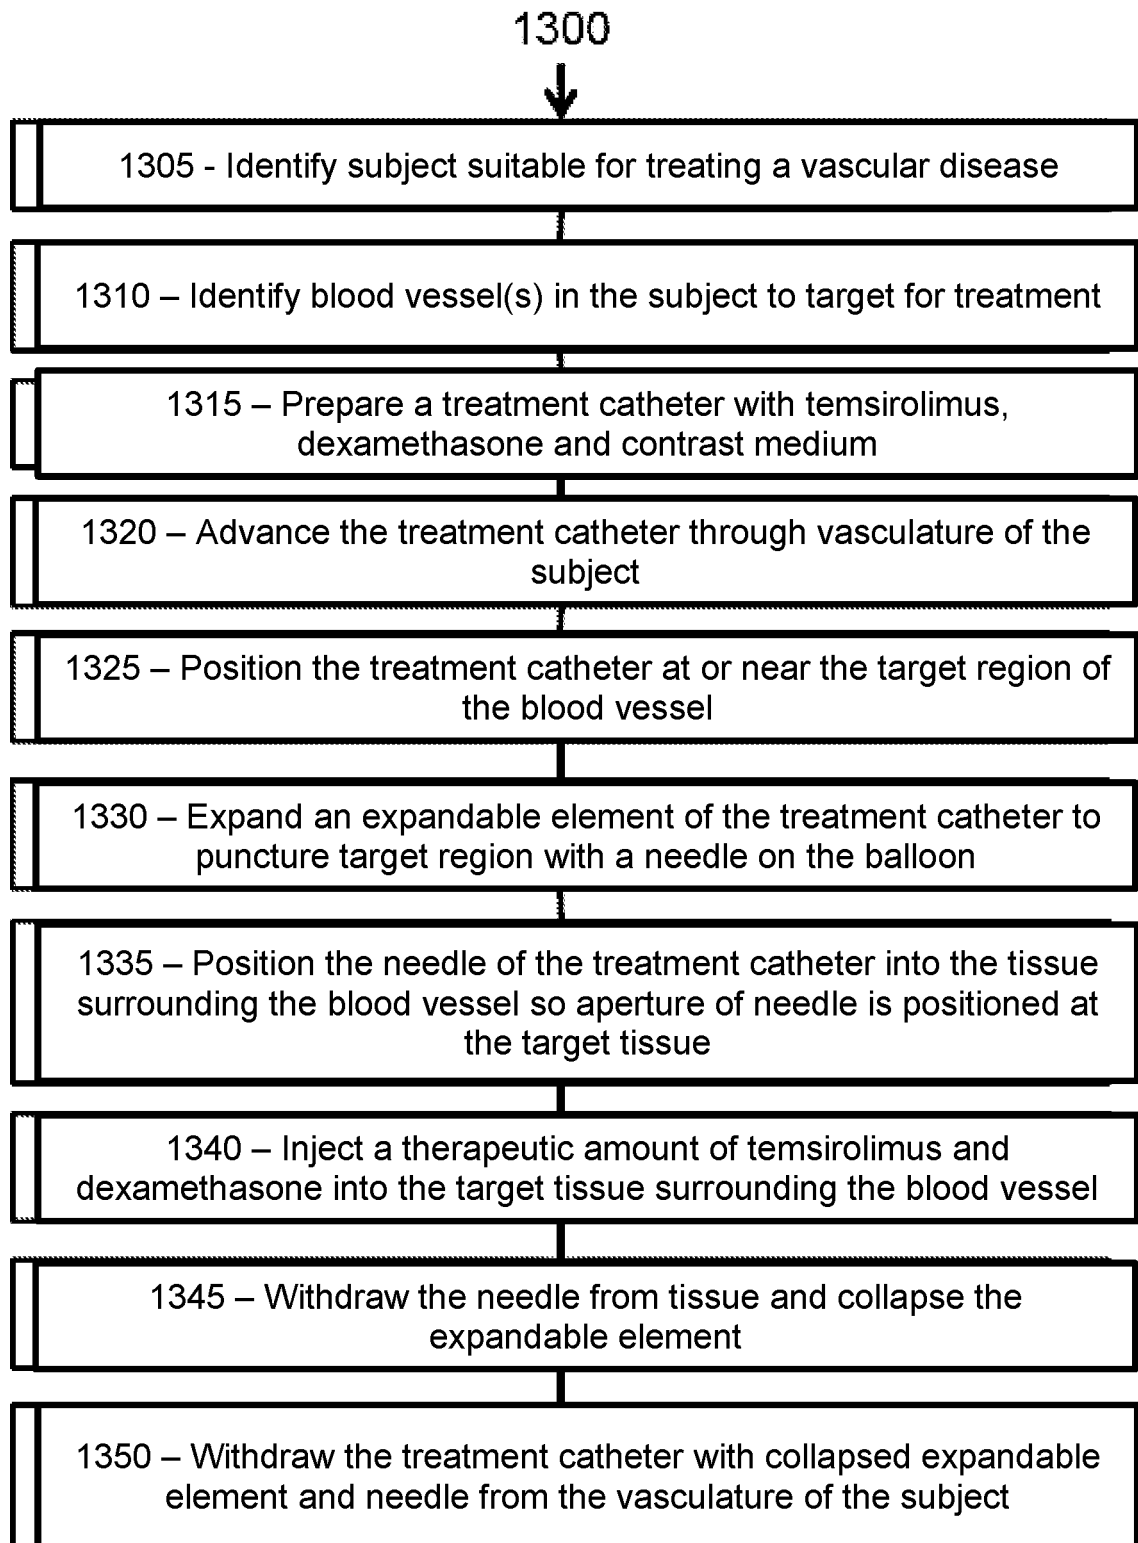 1300
1305 - Identify subject suitable for treating a vascular disease
1310 – Identify blood vessel(s) in the subject to target for treatment
1315 – Prepare a treatment catheter with temsirolimus,
dexamethasone and contrast medium
1320 – Advance the treatment catheter through vasculature of the
subject
1325 – Position the treatment catheter at or near the target region of
the blood vessel
1330 – Expand an expandable element of the treatment catheter to
puncture target region with a needle on the balloon
1335 – Position the needle of the treatment catheter into the tissue
surrounding the blood vessel so aperture of needle is positioned at
the target tissue
1340 – Inject a therapeutic amount of temsirolimus and
dexamethasone into the target tissue surrounding the blood vessel
1345 – Withdraw the needle from tissue and collapse the
expandable element
1350 – Withdraw the treatment catheter with collapsed expandable
element and needle from the vasculature of the subject